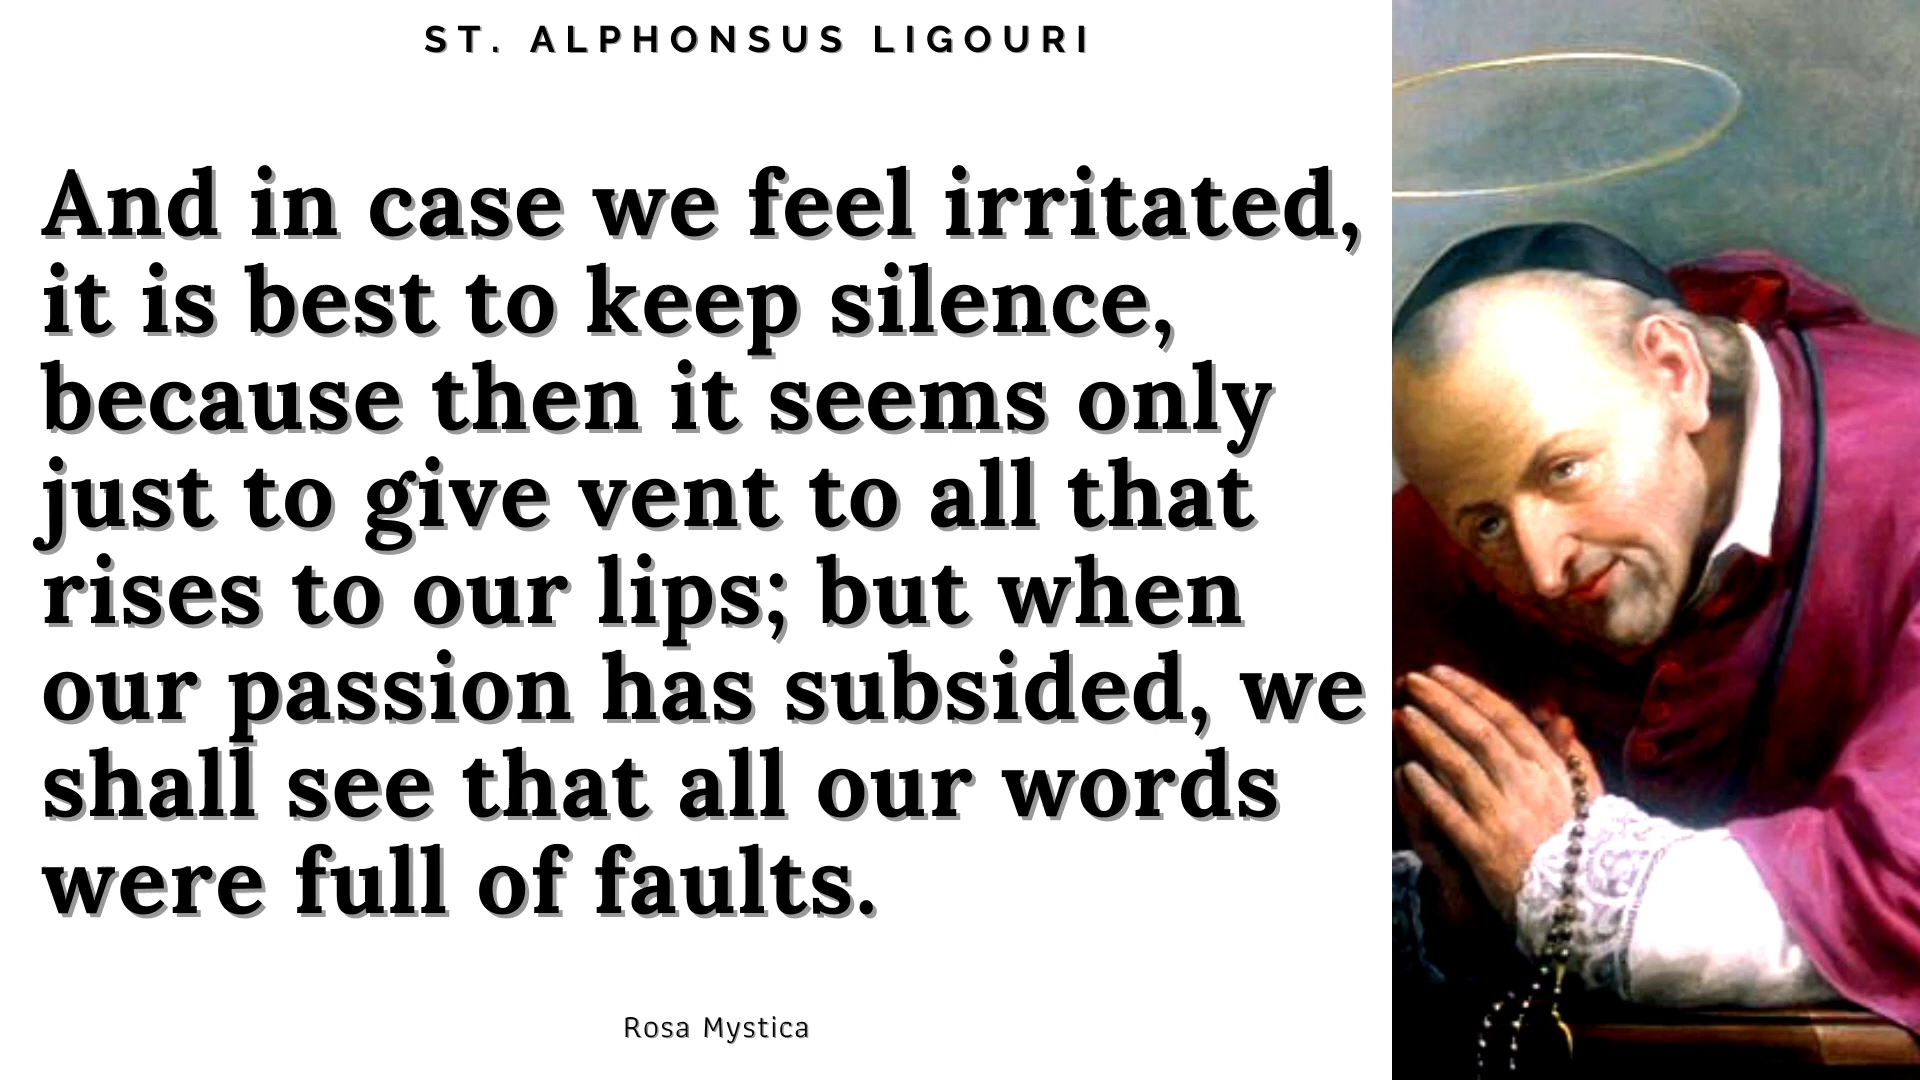 ST. ALPHONSUS LIGOURI
And in case we feel irritated,
it is best to keep silence,
because then it seems only
just to give vent to all that
rises to our lips; but when
our passion has subsided, we
shall see that all our words
were full of faults.
Rosa Mystica